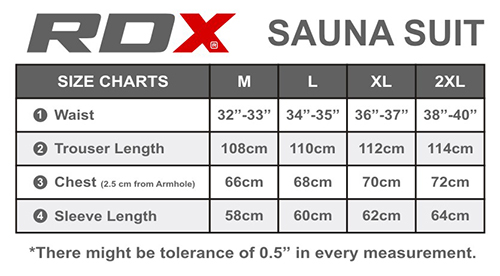 RDX SAUNA SUIT
SIZE CHARTS M L XL 2XL
1 Waist 32”-33” 34”-35” 36”-37” 38”-40”
2 Trouser Length 108cm 110cm 112cm 114cm
3 Chest (2.5 cm from Armhole) 66cm 68cm 70cm 72cm
4 Sleeve Length 58cm 60cm 62cm 64cm
*There might be tolerance of 0.5” in every measurement.